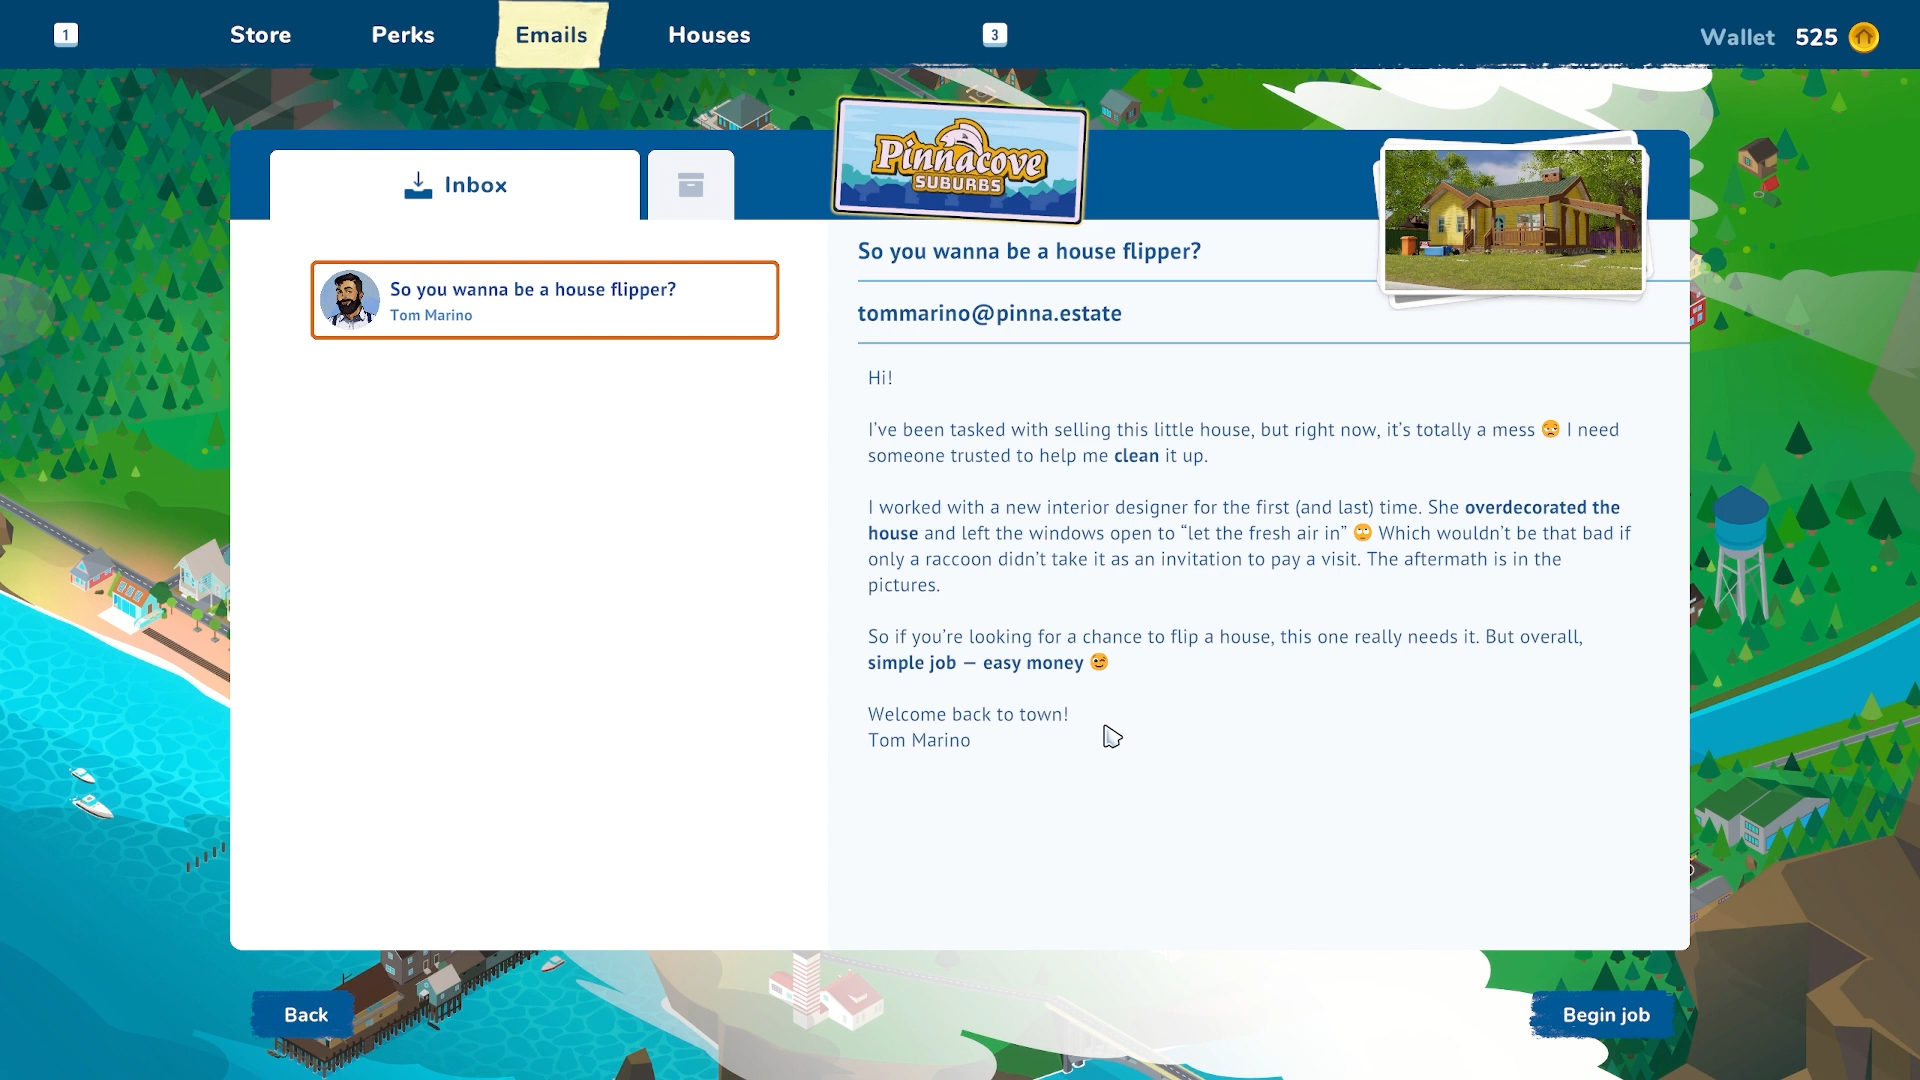 1
Store
Perks
Emails
Houses
3
Wallet 525
Pinnacove
SUBURBS
Inbox
So you wanna be a house flipper?
Tom Marino
So you wanna be a house flipper?
tommarino@pinna.estate
Hi!
I've been tasked with selling this little house, but right now, it's totally a mess 😟 I need
someone trusted to help me clean it up.
I worked with a new interior designer for the first (and last) time. She overdecorated the
house and left the windows open to “let the fresh air in” 🙄 Which wouldn't be that bad if
only a raccoon didn't take it as an invitation to pay a visit. The aftermath is in the
pictures.
So if you're looking for a chance to flip a house, this one really needs it. But overall,
simple job — easy money 😉
Welcome back to town!
Tom Marino
Back
Begin job